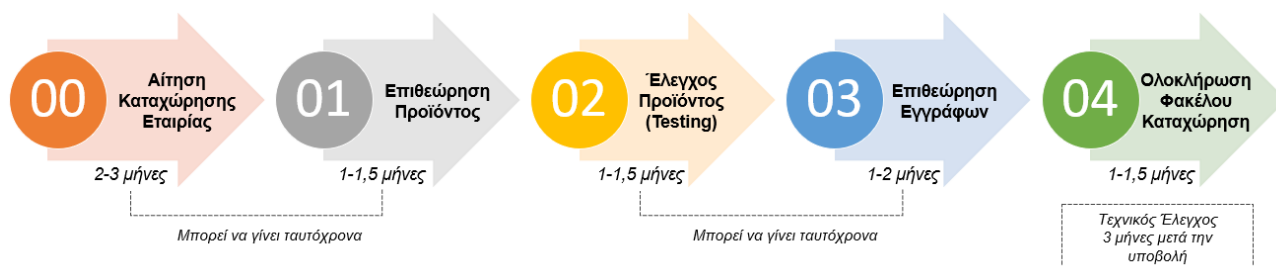 00
Αίτηση
Καταχώρησης
Εταιρίας
2-3 μήνες
01
Επιθεώρηση
Προϊόντος
1-1,5 μήνες
Μπορεί να γίνει ταυτόχρονα
02
Έλεγχος
Προϊόντος
(Testing)
1-1,5 μήνες
03
Επιθεώρηση
Εγγράφων
1-2 μήνες
Μπορεί να γίνει ταυτόχρονα
04
Ολοκλήρωση
Φακέλου
Καταχώρηση
1-1,5 μήνες
Τεχνικός Έλεγχος
3 μήνες μετά την
υποβολή